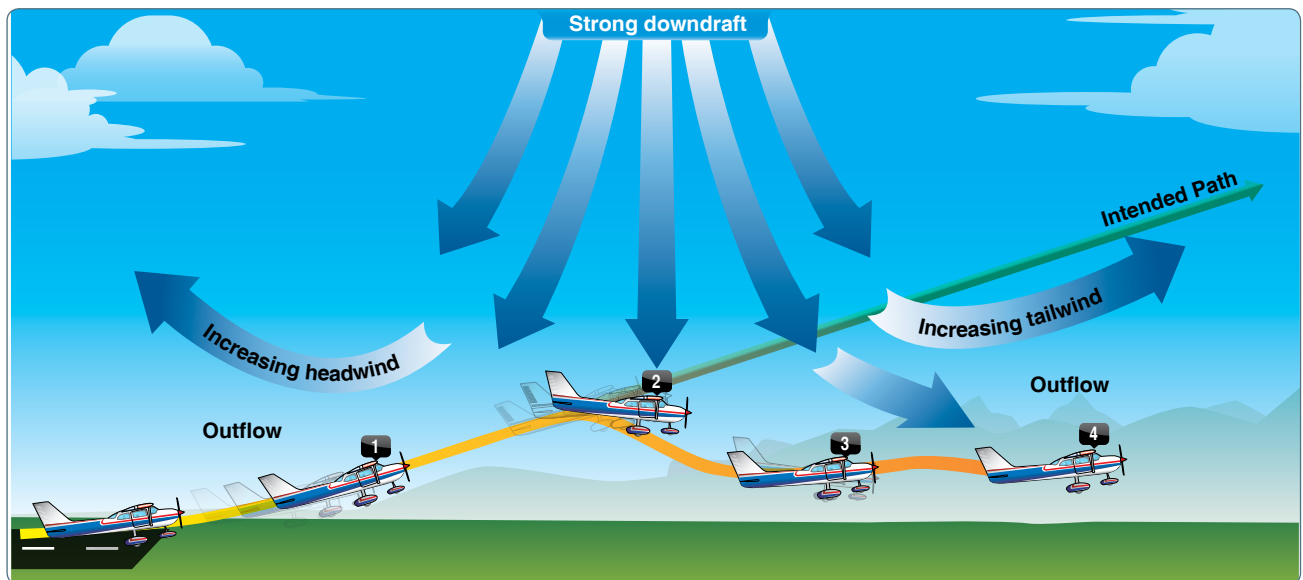 Strong downdraft
Intended Path
Increasing headwind
Increasing tailwind
Outflow
Outflow
1
2
3
4